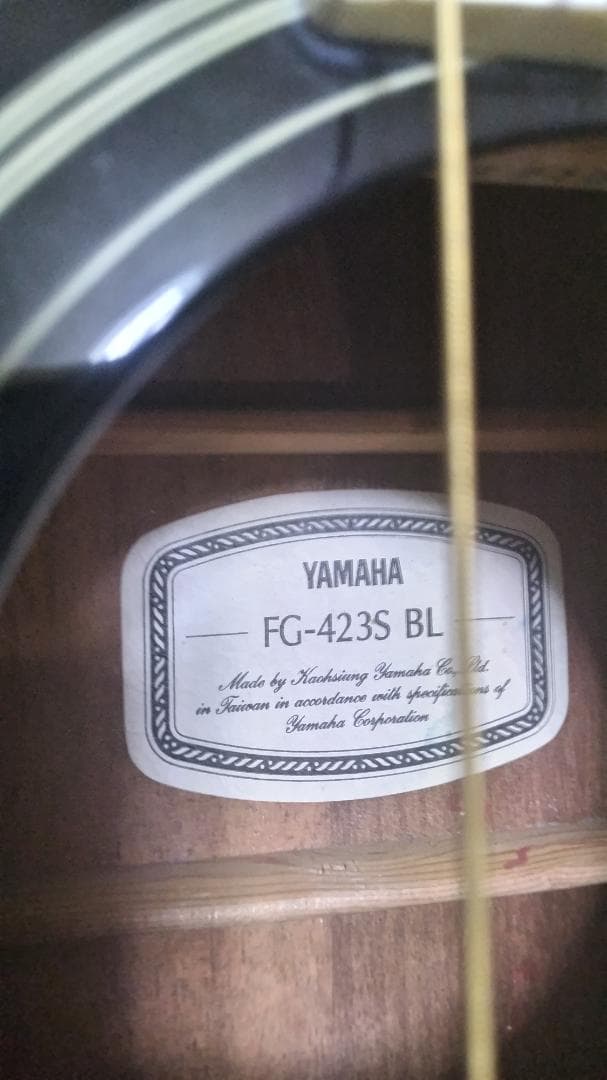 YAMAHA
FG-423S BL
Made by Kaohsiung Yamaha Co., Ltd.
in Taiwan in accordance with specifications of
Yamaha Corporation